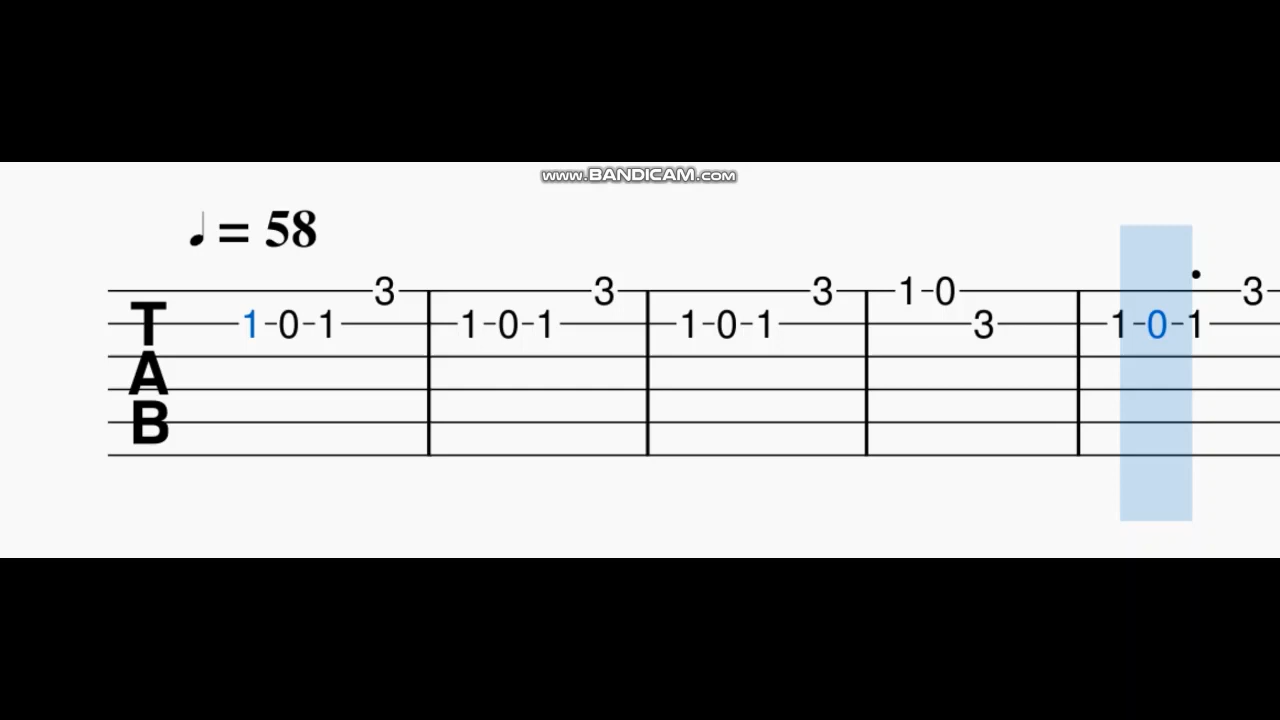 www.BANDICAM.com
♩ = 58
3 3 3 1-0 3
T 1-0-1 1-0-1 1-0-1 3 1-0-1
A
B